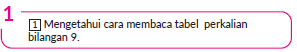 1
1 Mengetahui cara membaca tabel perkalian
bilangan 9.